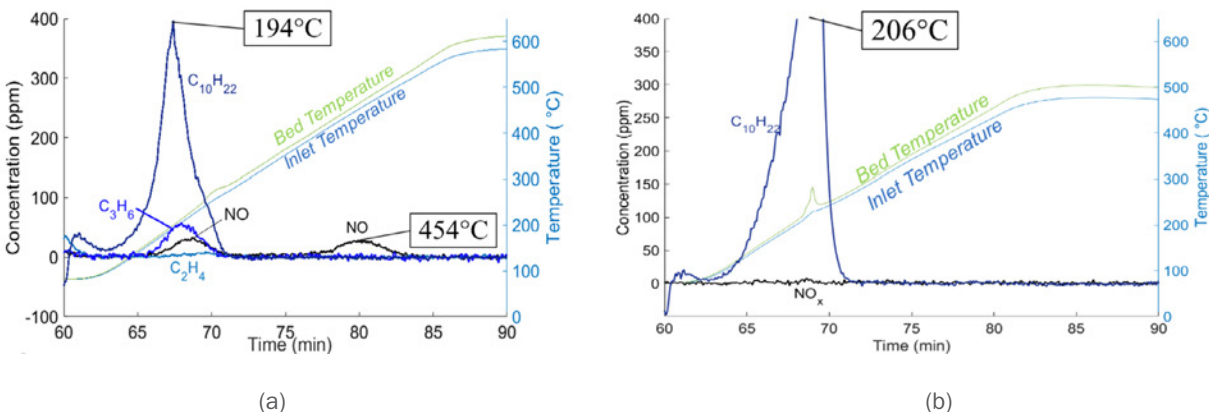 400
300
200
100
0
-100
Concentration (ppm)
194°C
C10H22
Bed Temperature
Inlet Temperature
C3H6
NO
NO
454°C
C2H4
600
500
400
300
200
100
0
Temperature ( °C)
60 65 70 75 80 85 90
Time (min)
(a)
400
350
300
250
200
150
100
50
0
Concentration (ppm)
206°C
C10H22
Bed Temperature
Inlet Temperature
NOx
600
500
400
300
200
100
0
Temperature ( °C)
60 65 70 75 80 85 90
Time (min)
(b)